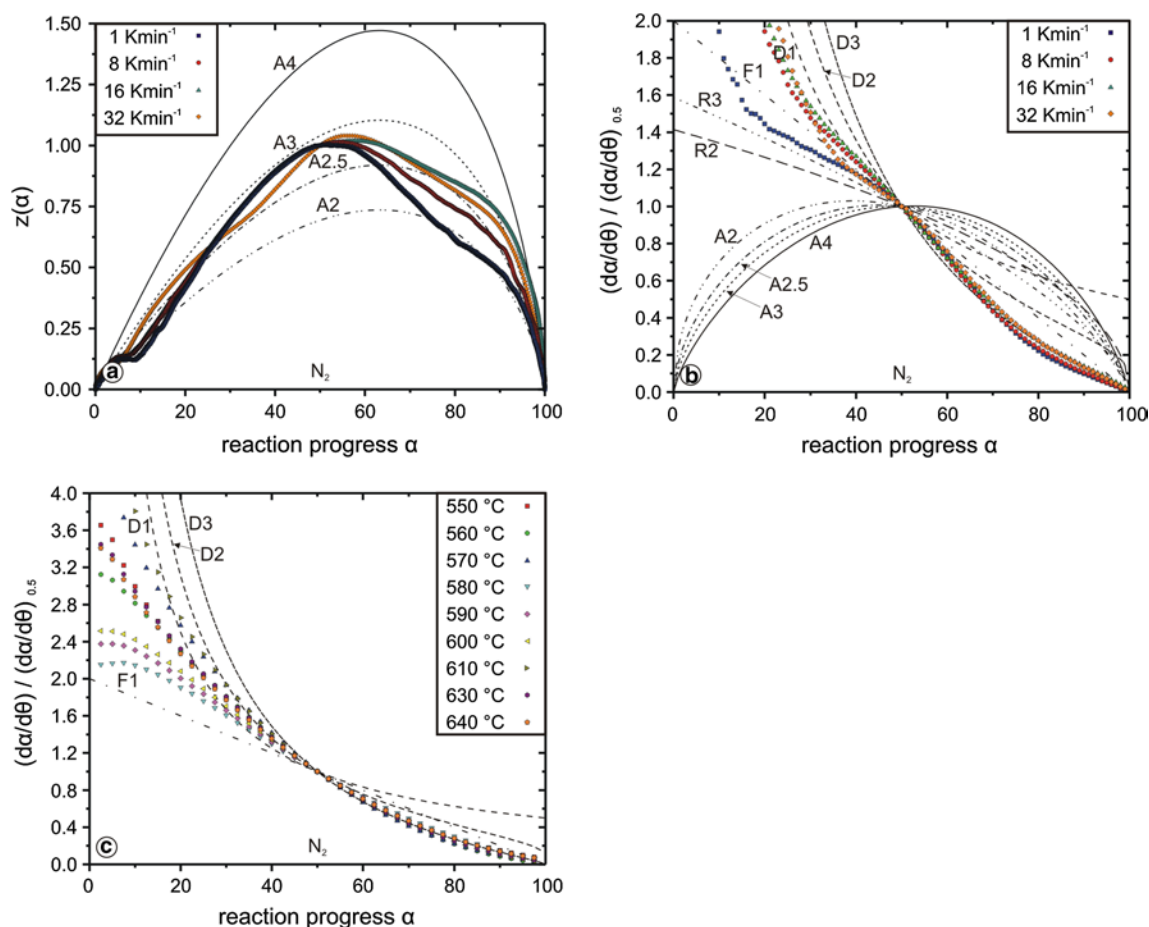 1.50
1.25
1.00
0.75
0.50
0.25
0.00
z(α)
1 Kmin⁻¹
8 Kmin⁻¹
16 Kmin⁻¹
32 Kmin⁻¹
A4
A3
A2.5
A2
a
N₂
0 20 40 60 80 100
reaction progress α
2.0
1.8
1.6
1.4
1.2
1.0
0.8
0.6
0.4
0.2
0.0
(dα/dθ) / (dα/dθ)₀.₅
D1
D3
D2
F1
R3
R2
A2
A4
A2.5
A3
1 Kmin⁻¹
8 Kmin⁻¹
16 Kmin⁻¹
32 Kmin⁻¹
b
N₂
0 20 40 60 80 100
reaction progress α
4.0
3.6
3.2
2.8
2.4
2.0
1.6
1.2
0.8
0.4
0.0
(dα/dθ) / (dα/dθ)₀.₅
D1
D3
D2
F1
550 °C
560 °C
570 °C
580 °C
590 °C
600 °C
610 °C
630 °C
640 °C
c
N₂
0 20 40 60 80 100
reaction progress α